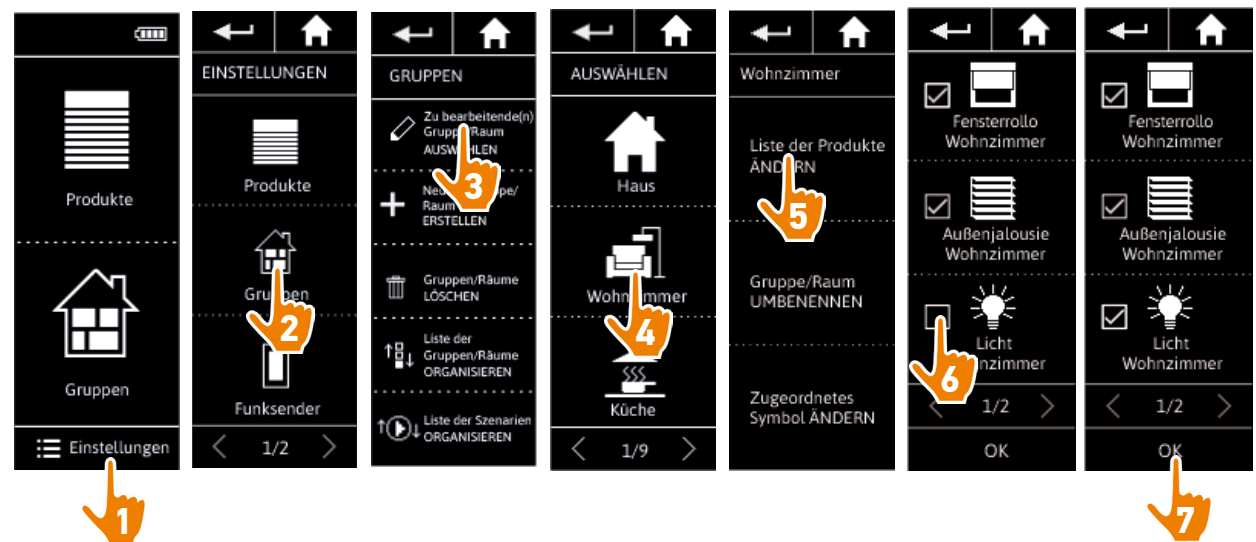 Produkte
Gruppen
Einstellungen
1
EINSTELLUNGEN
Produkte
Gruppen
2
Funksender
1/2
GRUPPEN
Zu bearbeitende(n)
Gruppe/Raum
AUSWÄHLEN
3
Raum
ERSTELLEN
Gruppen/Räume
LÖSCHEN
Liste der
Gruppen/Räume
ORGANISIEREN
Liste der Szenarien
ORGANISIEREN
AUSWÄHLEN
Haus
Wohnzimmer
4
Küche
1/9
Wohnzimmer
Liste der Produkte
ÄNDERN
5
Gruppe/Raum
UMBENENNEN
Zugeordnetes
Symbol ÄNDERN
Fensterrollo
Wohnzimmer
Außenjalousie
Wohnzimmer
Licht
Wohnzimmer
6
1/2
OK
Fensterrollo
Wohnzimmer
Außenjalousie
Wohnzimmer
Licht
Wohnzimmer
1/2
OK
7